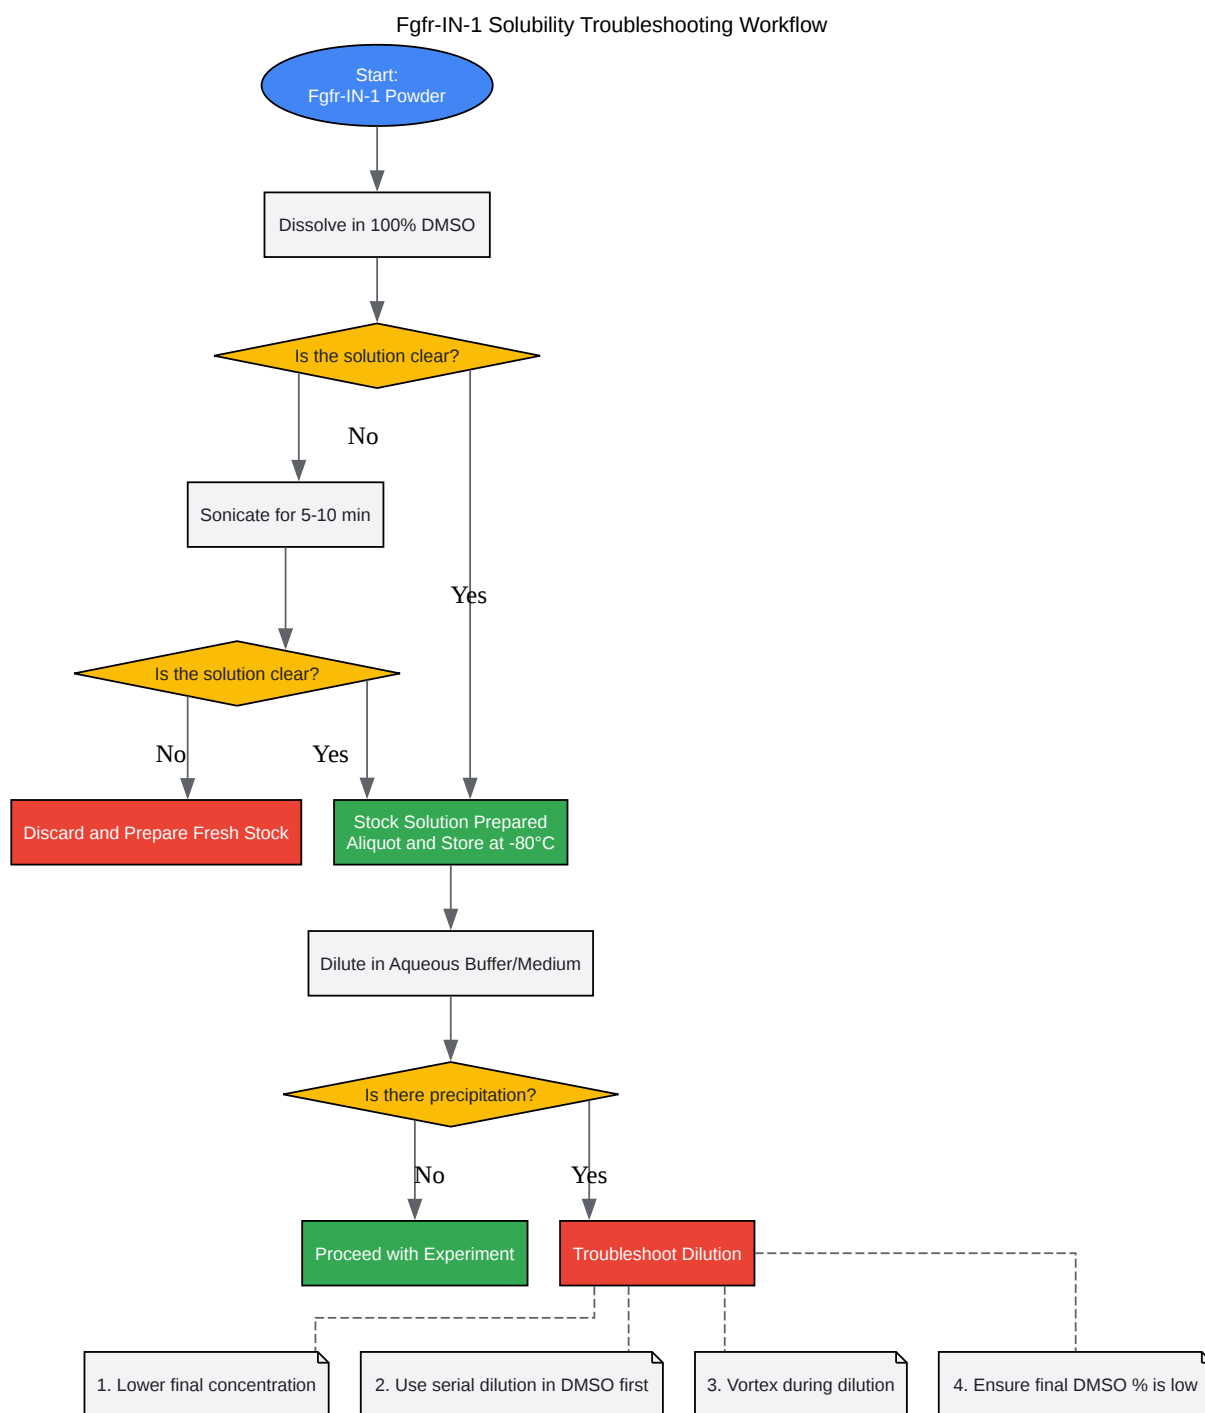 Fgfr-IN-1 Solubility Troubleshooting Workflow
Start:
Fgfr-IN-1 Powder
Dissolve in 100% DMSO
Is the solution clear?
No
Sonicate for 5-10 min
Yes
Is the solution clear?
No
Yes
Discard and Prepare Fresh Stock
Stock Solution Prepared
Aliquot and Store at -80°C
Dilute in Aqueous Buffer/Medium
Is there precipitation?
No
Yes
Proceed with Experiment
Troubleshoot Dilution
1. Lower final concentration
2. Use serial dilution in DMSO first
3. Vortex during dilution
4. Ensure final DMSO % is low